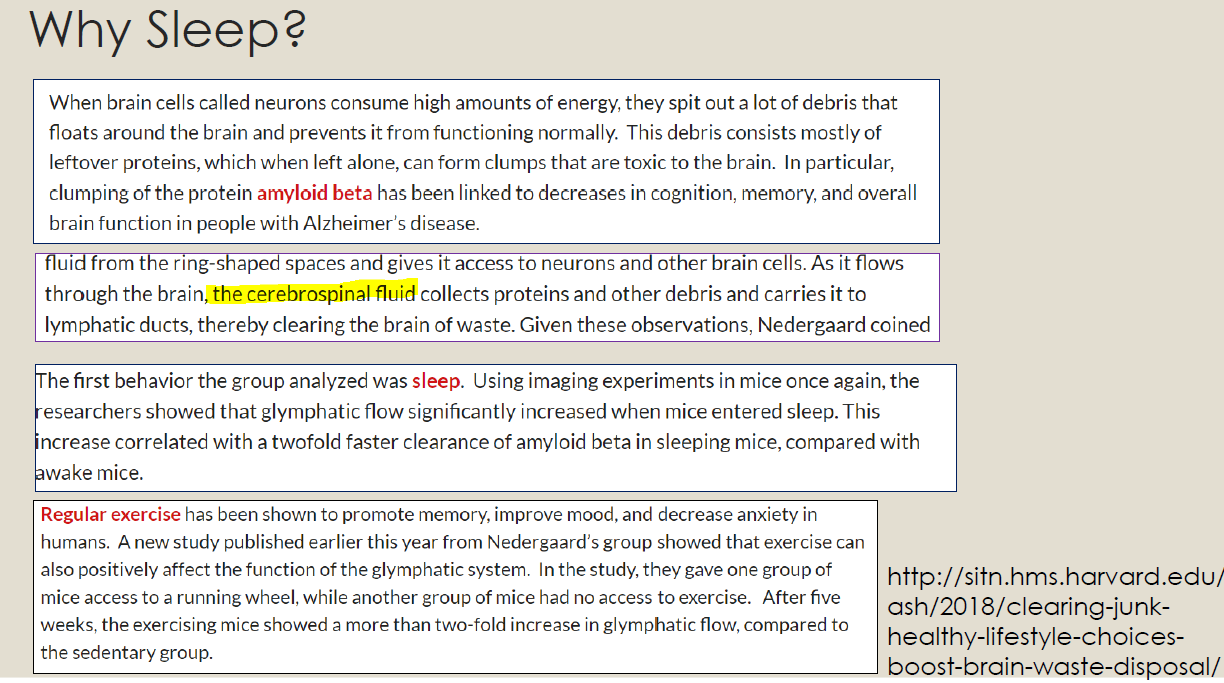 Why Sleep?
When brain cells called neurons consume high amounts of energy, they spit out a lot of debris that
floats around the brain and prevents it from functioning normally.  This debris consists mostly of
leftover proteins, which when left alone, can form clumps that are toxic to the brain.  In particular,
clumping of the protein amyloid beta has been linked to decreases in cognition, memory, and overall
brain function in people with Alzheimer's disease.
fluid from the ring-shaped spaces and gives it access to neurons and other brain cells. As it flows
through the brain, the cerebrospinal fluid collects proteins and other debris and carries it to
lymphatic ducts, thereby clearing the brain of waste. Given these observations, Nedergaard coined
The first behavior the group analyzed was sleep.  Using imaging experiments in mice once again, the
researchers showed that glymphatic flow significantly increased when mice entered sleep. This
increase correlated with a twofold faster clearance of amyloid beta in sleeping mice, compared with
awake mice.
Regular exercise has been shown to promote memory, improve mood, and decrease anxiety in
humans.  A new study published earlier this year from Nedergaard's group showed that exercise can
also positively affect the function of the glymphatic system.  In the study, they gave one group of
mice access to a running wheel, while another group of mice had no access to exercise.  After five
weeks, the exercising mice showed a more than two-fold increase in glymphatic flow, compared to
the sedentary group.
http://sitn.hms.harvard.edu/
ash/2018/clearing-junk-
healthy-lifestyle-choices-
boost-brain-waste-disposal/